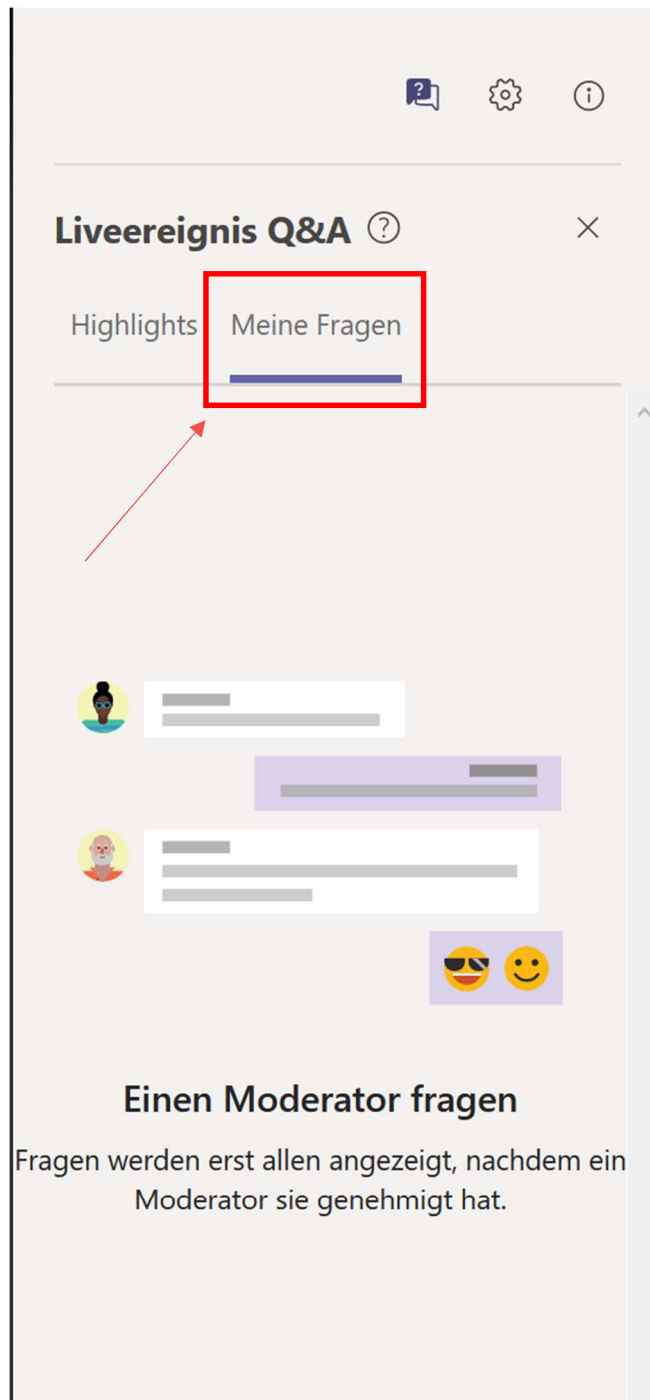 Liveereignis Q&A
Highlights Meine Fragen
Einen Moderator fragen
Fragen werden erst allen angezeigt, nachdem ein
Moderator sie genehmigt hat.